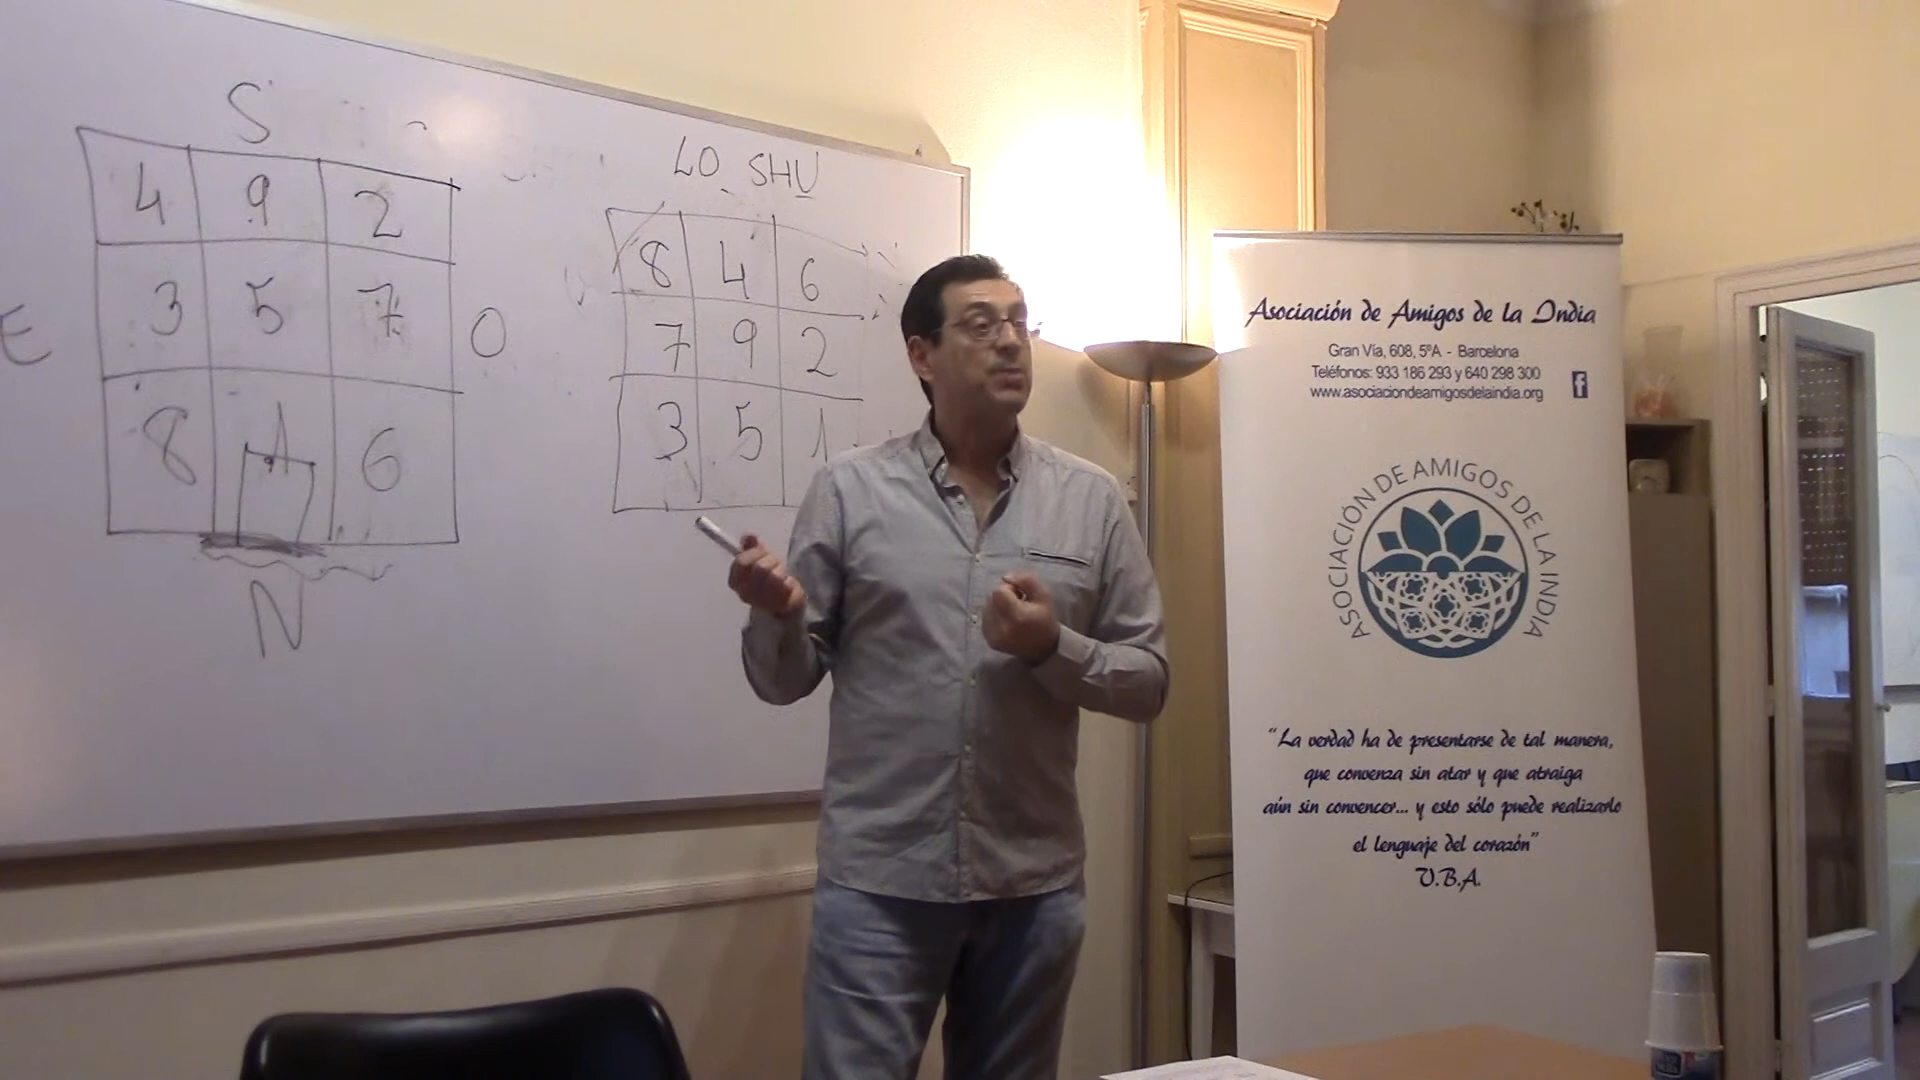 S
4 9 2
E 3 5 7 O
8 1 6
N
LO SHU
8 4 6
7 9 2
3 5 1
Asociación de Amigos de la India
Gran Vía, 608, 5ºA - Barcelona
Teléfonos: 933 186 293 y 640 298 300
www.asociaciondeamigosdelaindia.org
f
ASOCIACIÓN DE AMIGOS DE LA INDIA
“La verdad ha de presentarse de tal manera,
que convenza sin atar y que atraiga
aún sin convencer... y esto sólo puede realizarlo
el lenguaje del corazón”
V.B.A.